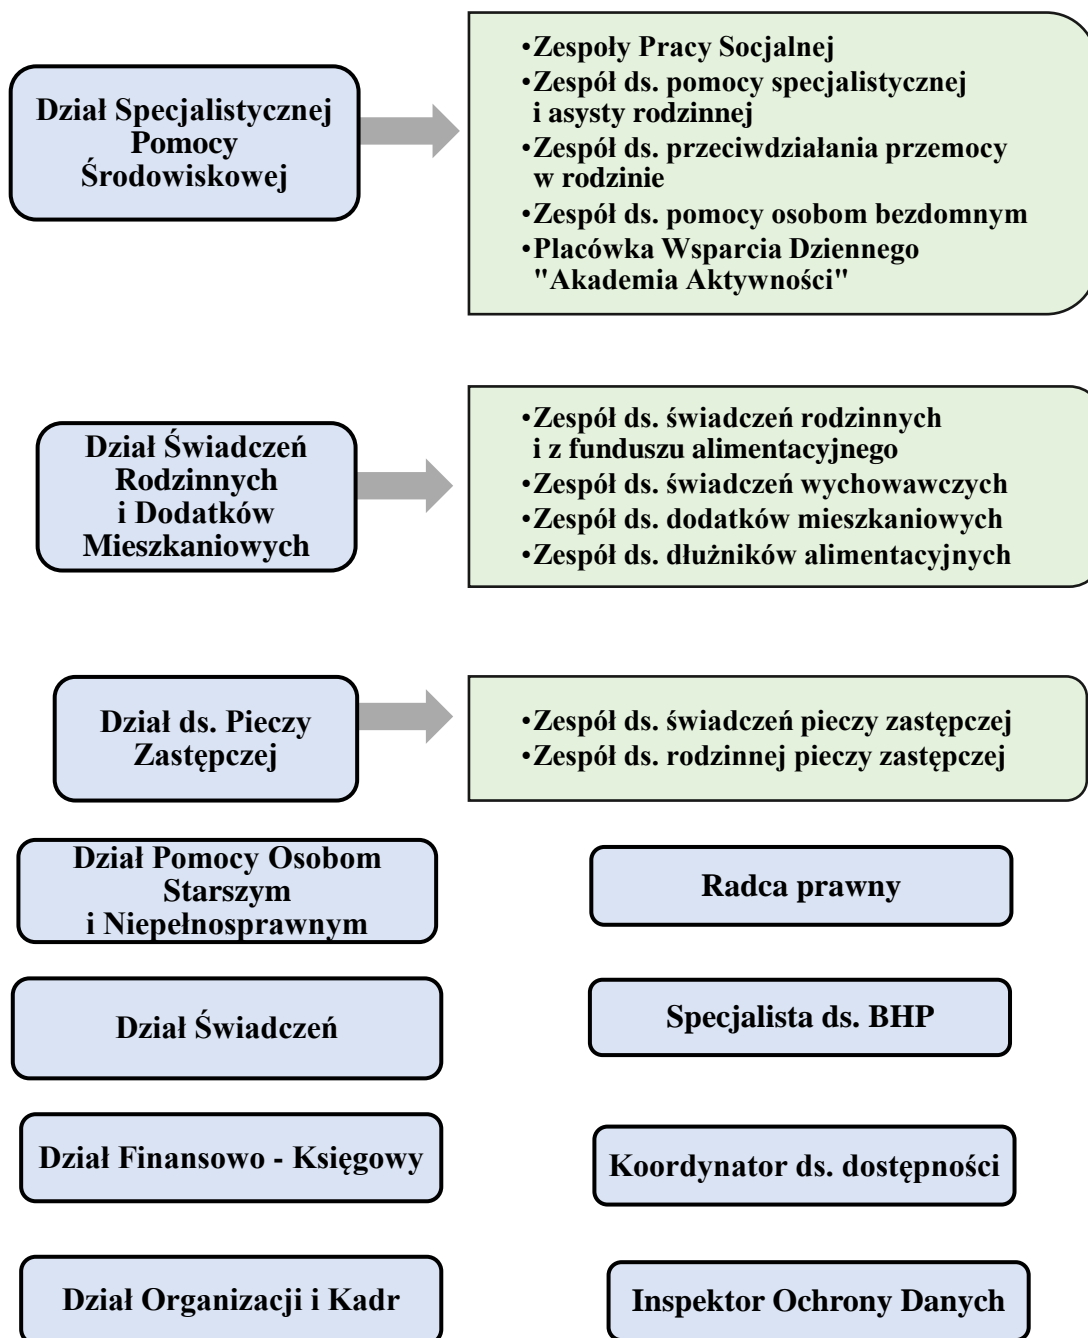 Dział Specjalistycznej
Pomocy
Środowiskowej
•Zespoły Pracy Socjalnej
•Zespół ds. pomocy specjalistycznej
i asysty rodzinnej
•Zespół ds. przeciwdziałania przemocy
w rodzinie
•Zespół ds. pomocy osobom bezdomnym
•Placówka Wsparcia Dziennego
"Akademia Aktywności"
Dział Świadczeń
Rodzinnych
i Dodatków
Mieszkaniowych
•Zespół ds. świadczeń rodzinnych
i z funduszu alimentacyjnego
•Zespół ds. świadczeń wychowawczych
•Zespół ds. dodatków mieszkaniowych
•Zespół ds. dłużników alimentacyjnych
Dział ds. Pieczy
Zastępczej
•Zespół ds. świadczeń pieczy zastępczej
•Zespół ds. rodzinnej pieczy zastępczej
Dział Pomocy Osobom
Starszym
i Niepełnosprawnym
Radca prawny
Dział Świadczeń
Specjalista ds. BHP
Dział Finansowo - Księgowy
Koordynator ds. dostępności
Dział Organizacji i Kadr
Inspektor Ochrony Danych